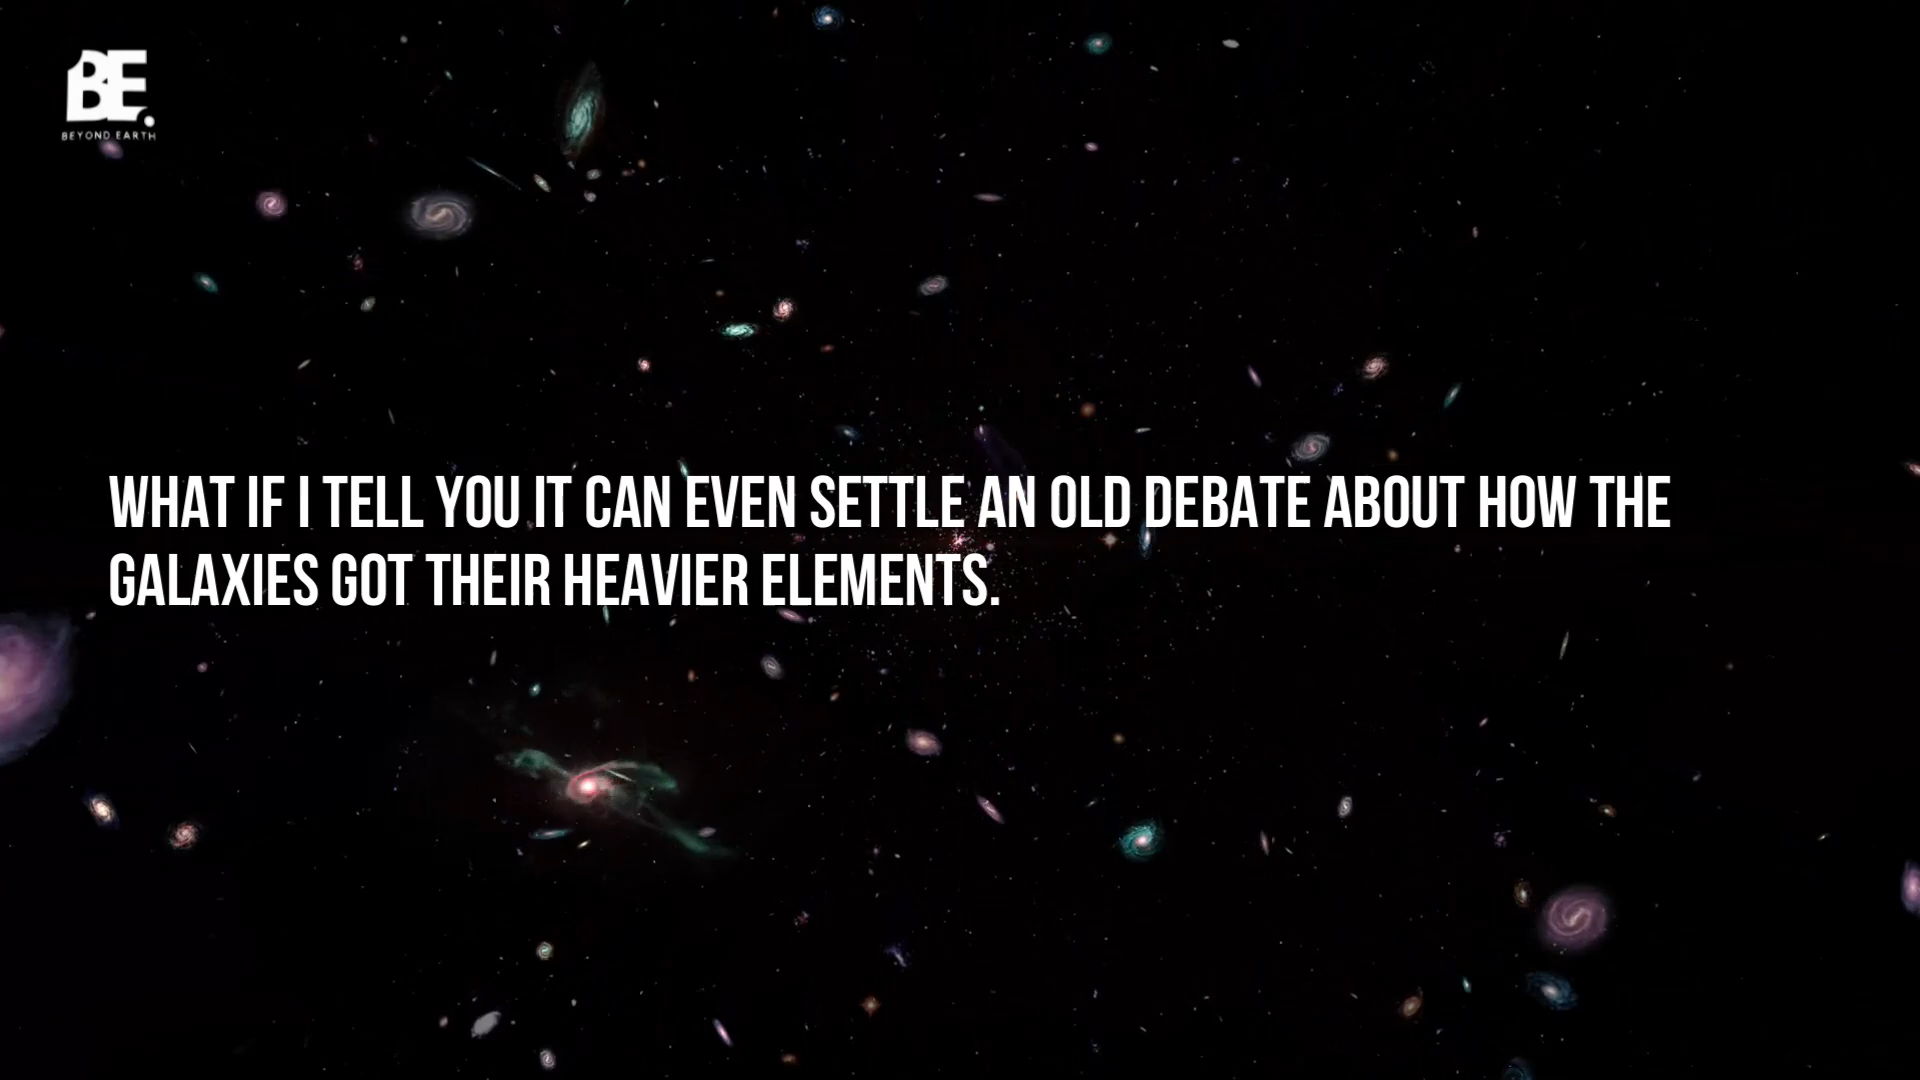 BE.
BEYOND EARTH
WHAT IF I TELL YOU IT CAN EVEN SETTLE AN OLD DEBATE ABOUT HOW THE
GALAXIES GOT THEIR HEAVIER ELEMENTS.